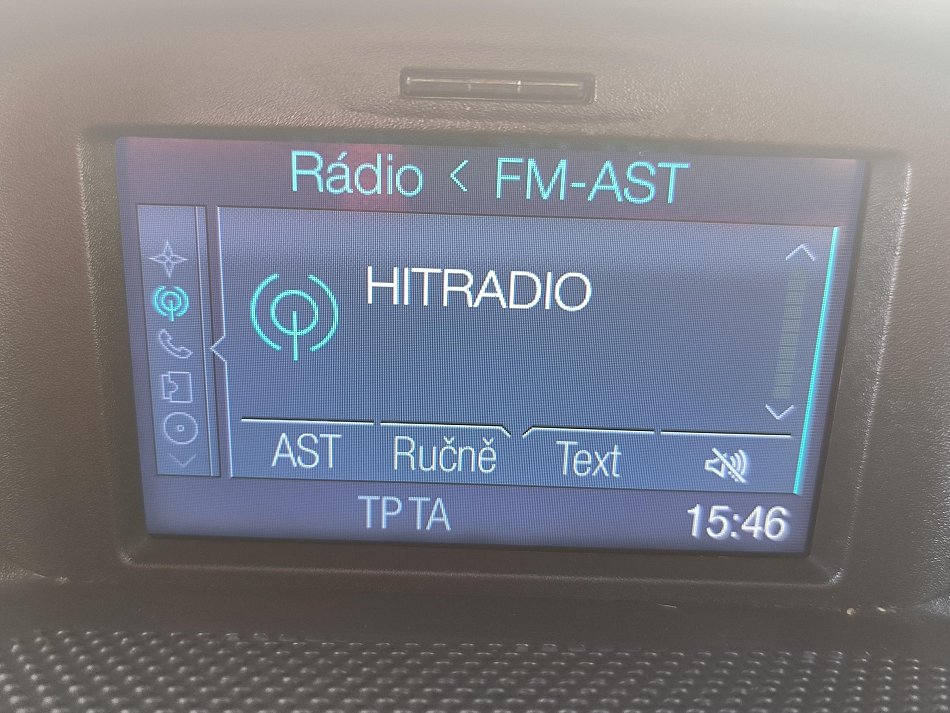 Rádio < FM-AST
HITRADIO
AST Ručně Text
TP TA 15:46